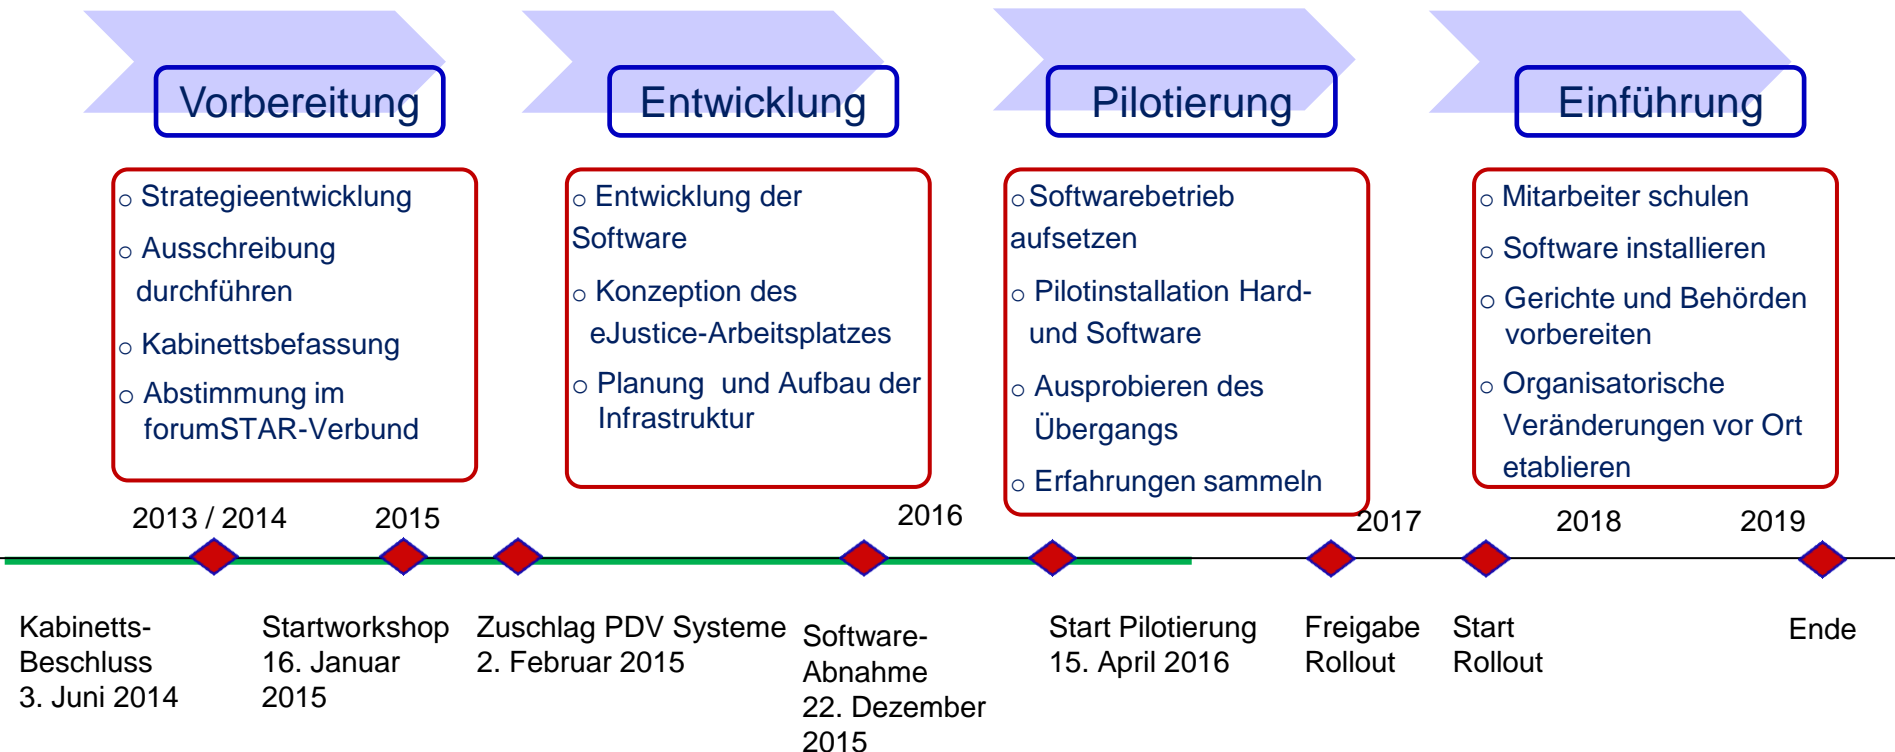 Vorbereitung
Entwicklung
Pilotierung
Einführung
○ Strategieentwicklung
○ Ausschreibung
durchführen
○ Kabinettsbefassung
○ Abstimmung im
forumSTAR-Verbund
○ Entwicklung der
Software
○ Konzeption des
eJustice-Arbeitsplatzes
○ Planung und Aufbau der
Infrastruktur
○ Softwarebetrieb
aufsetzen
○ Pilotinstallation Hard-
und Software
○ Ausprobieren des
Übergangs
○ Erfahrungen sammeln
○ Mitarbeiter schulen
○ Software installieren
○ Gerichte und Behörden
vorbereiten
○ Organisatorische
Veränderungen vor Ort
etablieren
2013 / 2014
2015
2016
2017
2018
2019
Kabinetts-
Beschluss
3. Juni 2014
Startworkshop
16. Januar
2015
Zuschlag PDV Systeme
2. Februar 2015
Software-
Abnahme
22. Dezember
2015
Start Pilotierung
15. April 2016
Freigabe
Rollout
Start
Rollout
Ende